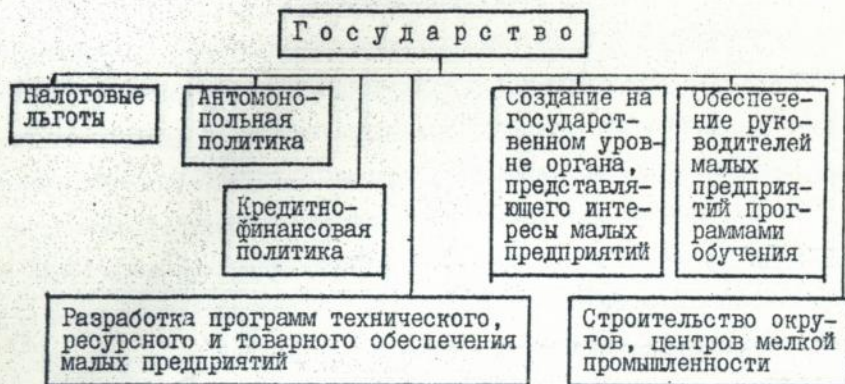 Государство
Налоговые
льготы
Антомоно-
польная
политика
Кредитно-
финансовая
политика
Создание на
государст-
венном уров-
не органа,
представля-
ющего инте-
ресы малых
предприятий
Обеспече-
ние руко-
водителей
малых
предприя-
тий прог-
раммами
обучения
Разработка программ технического,
ресурсного и товарного обеспечения
малых предприятий
Строительство окру-
гов, центров мелкой
промышленности